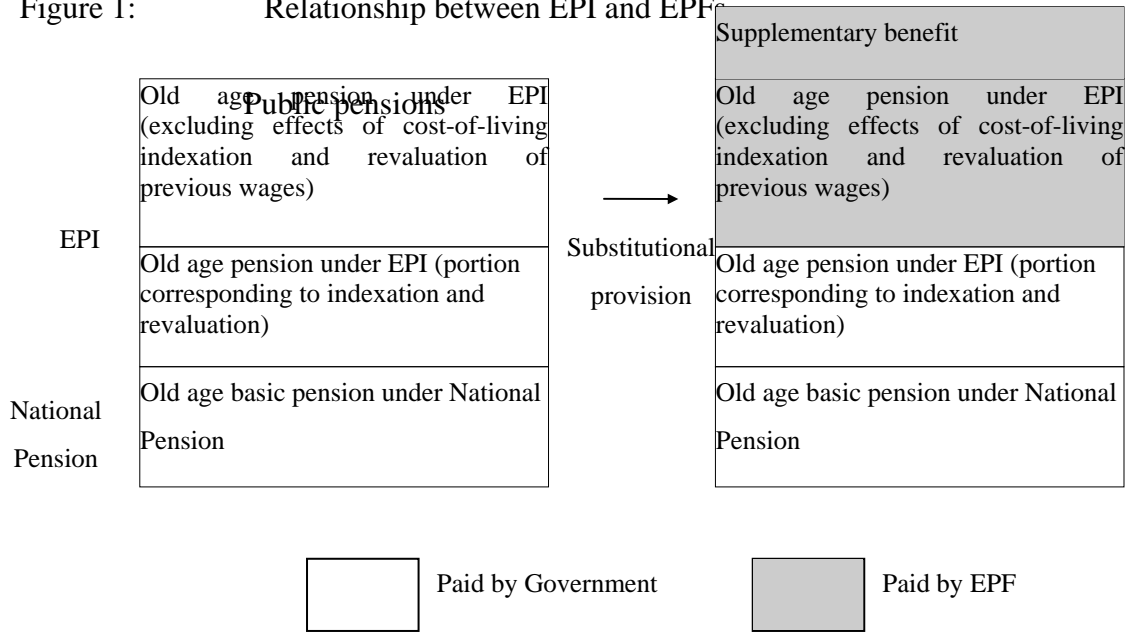 Figure 1: Relationship between EPI and EPFs
Public pensions
Old age pension under EPI
(excluding effects of cost-of-living
indexation and revaluation of
previous wages)
EPI
Old age pension under EPI (portion
corresponding to indexation and
revaluation)
National
Pension
Old age basic pension under National
Pension
Substitutional
provision
Supplementary benefit
Old age pension under EPI
(excluding effects of cost-of-living
indexation and revaluation of
previous wages)
Old age pension under EPI (portion
corresponding to indexation and
revaluation)
Old age basic pension under National
Pension
Paid by Government
Paid by EPF